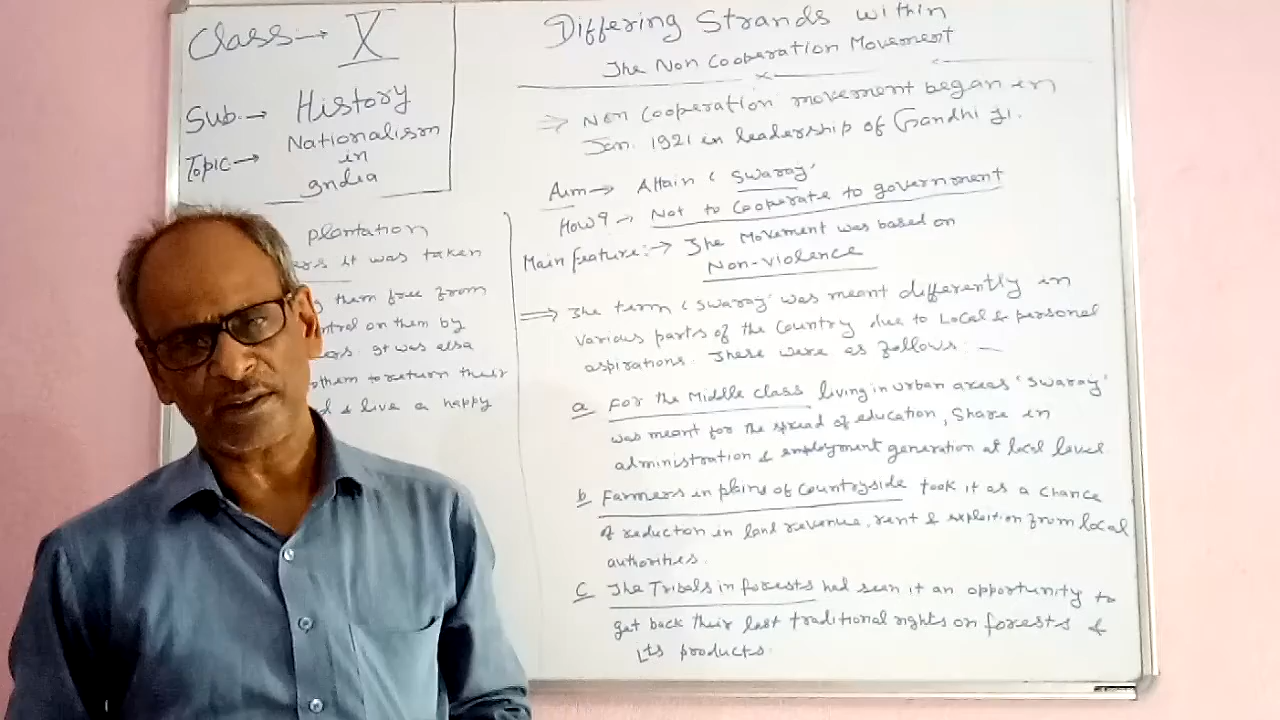 Class → X
Sub. → History
Topic → Nationalism
in
India
plantation
ers it was taken
them free from
ntrol on them by
ers. It was also
them to return their
& live a happy
Differing Strands within
The Non Cooperation Movement
⇒ Non Cooperation movement began in
Jan. 1921 in leadership of Gandhi Ji.
Aim → Attain 'Swaraj'
How? → Not to Cooperate to government
Main feature: → The Movement was based on
Non-violence
⇒ The term 'Swaraj' was meant differently in
various parts of the Country due to Local & personal
aspirations. These were as follows: —
a For the Middle class living in urban areas 'Swaraj'
was meant for the spread of education, Share in
administration & employment generation at local level
b Farmers in plains of Countryside took it as a chance
of reduction in land revenue, rent & exploition from local
authorities.
c The Tribals in forests had seen it an opportunity to
get back their last traditional rights on forests &
Its products.